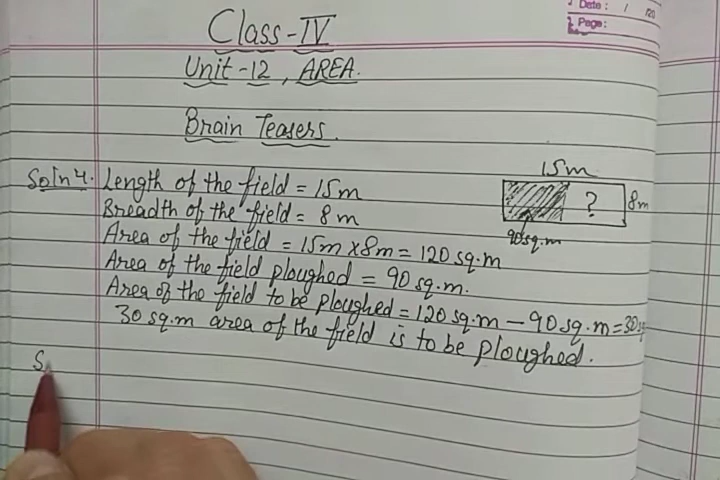 Date: / /20
Page:
Class-IV
Unit-12, AREA.
Brain Teasers.
Soln 4. Length of the field = 15m
Breadth of the field = 8m
Area of the field = 15m x 8m = 120 sq.m
Area of the field ploughed = 90 sq.m.
Area of the field to be ploughed = 120 sq.m - 90 sq.m = 30 sq
30 sq.m area of the field is to be ploughed.
15m
?
8m
90sq.m
S